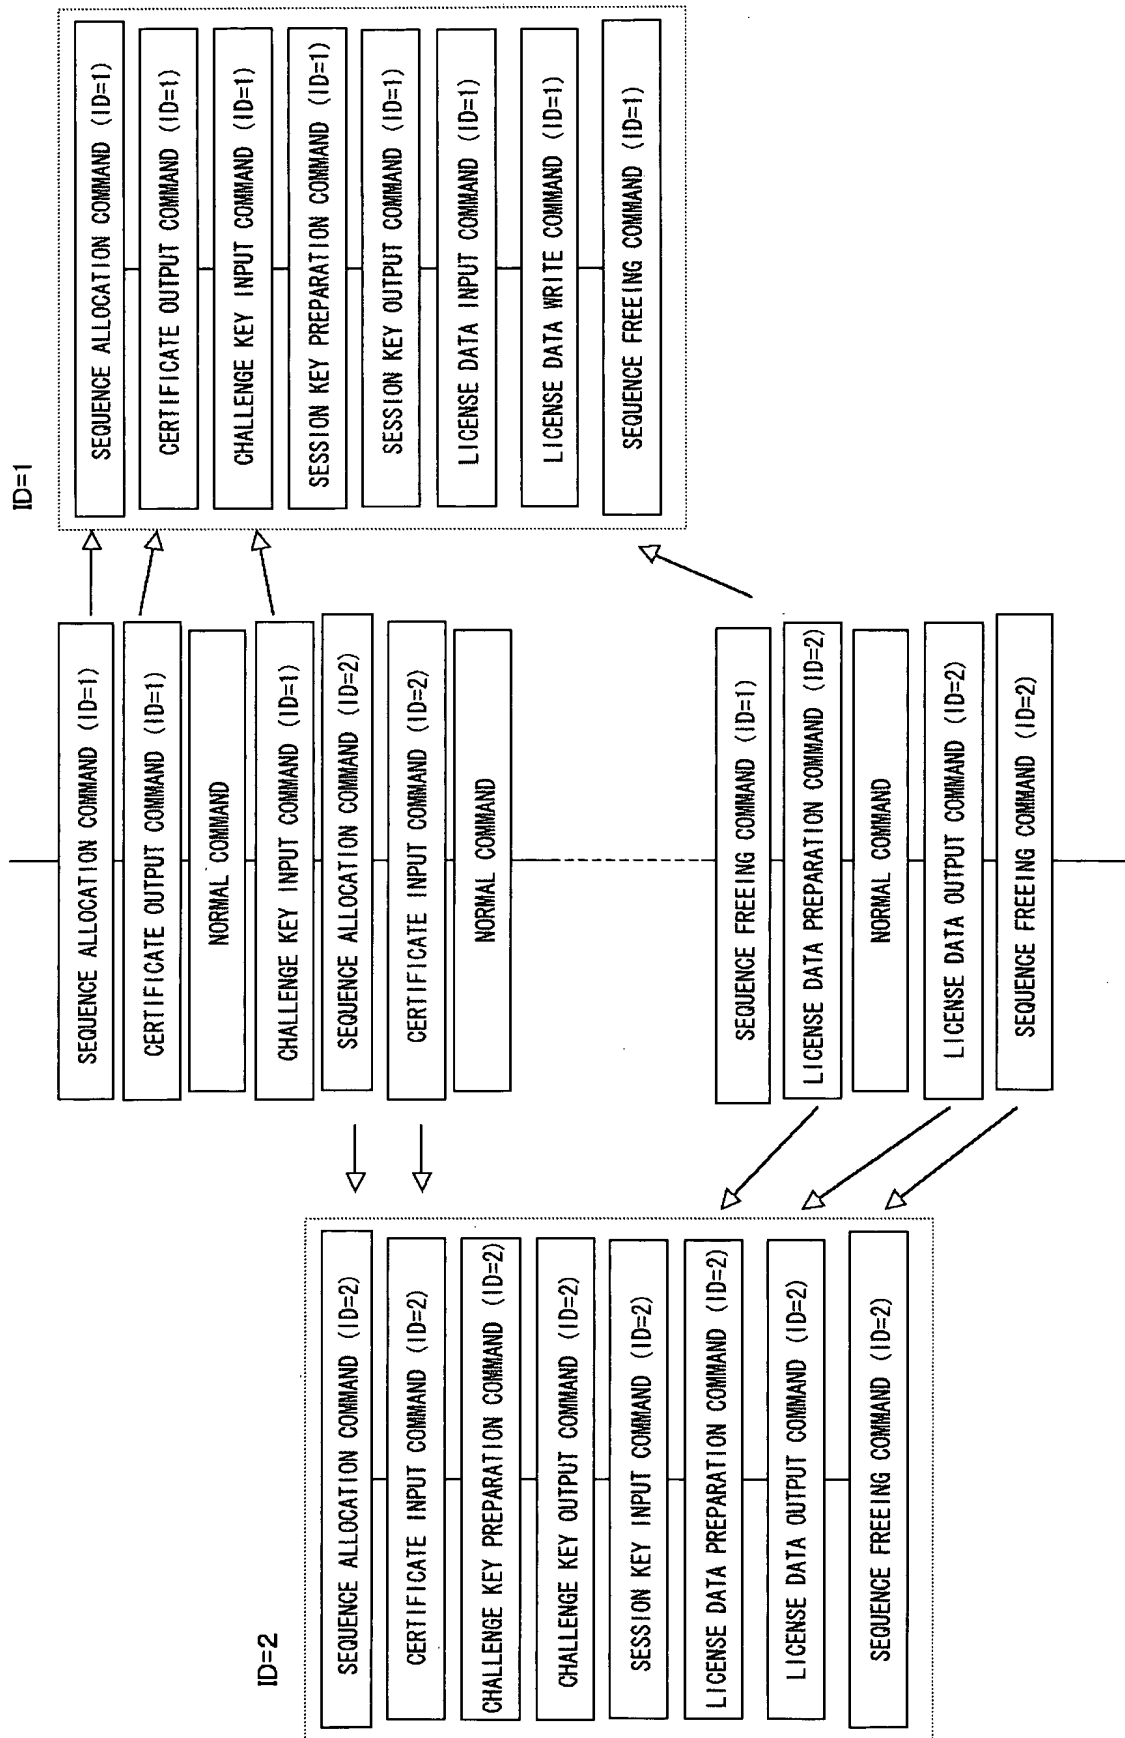 ID=1
SEQUENCE ALLOCATION COMMAND (ID=1)
CERTIFICATE OUTPUT COMMAND (ID=1)
CHALLENGE KEY INPUT COMMAND (ID=1)
SESSION KEY PREPARATION COMMAND (ID=1)
SESSION KEY OUTPUT COMMAND (ID=1)
LICENSE DATA INPUT COMMAND (ID=1)
LICENSE DATA WRITE COMMAND (ID=1)
SEQUENCE FREEING COMMAND (ID=1)
SEQUENCE ALLOCATION COMMAND (ID=1)
CERTIFICATE OUTPUT COMMAND (ID=1)
NORMAL COMMAND
CHALLENGE KEY INPUT COMMAND (ID=1)
SEQUENCE ALLOCATION COMMAND (ID=2)
CERTIFICATE INPUT COMMAND (ID=2)
NORMAL COMMAND
SEQUENCE FREEING COMMAND (ID=1)
LICENSE DATA PREPARATION COMMAND (ID=2)
NORMAL COMMAND
LICENSE DATA OUTPUT COMMAND (ID=2)
SEQUENCE FREEING COMMAND (ID=2)
ID=2
SEQUENCE ALLOCATION COMMAND (ID=2)
CERTIFICATE INPUT COMMAND (ID=2)
CHALLENGE KEY PREPARATION COMMAND (ID=2)
CHALLENGE KEY OUTPUT COMMAND (ID=2)
SESSION KEY INPUT COMMAND (ID=2)
LICENSE DATA PREPARATION COMMAND (ID=2)
LICENSE DATA OUTPUT COMMAND (ID=2)
SEQUENCE FREEING COMMAND (ID=2)